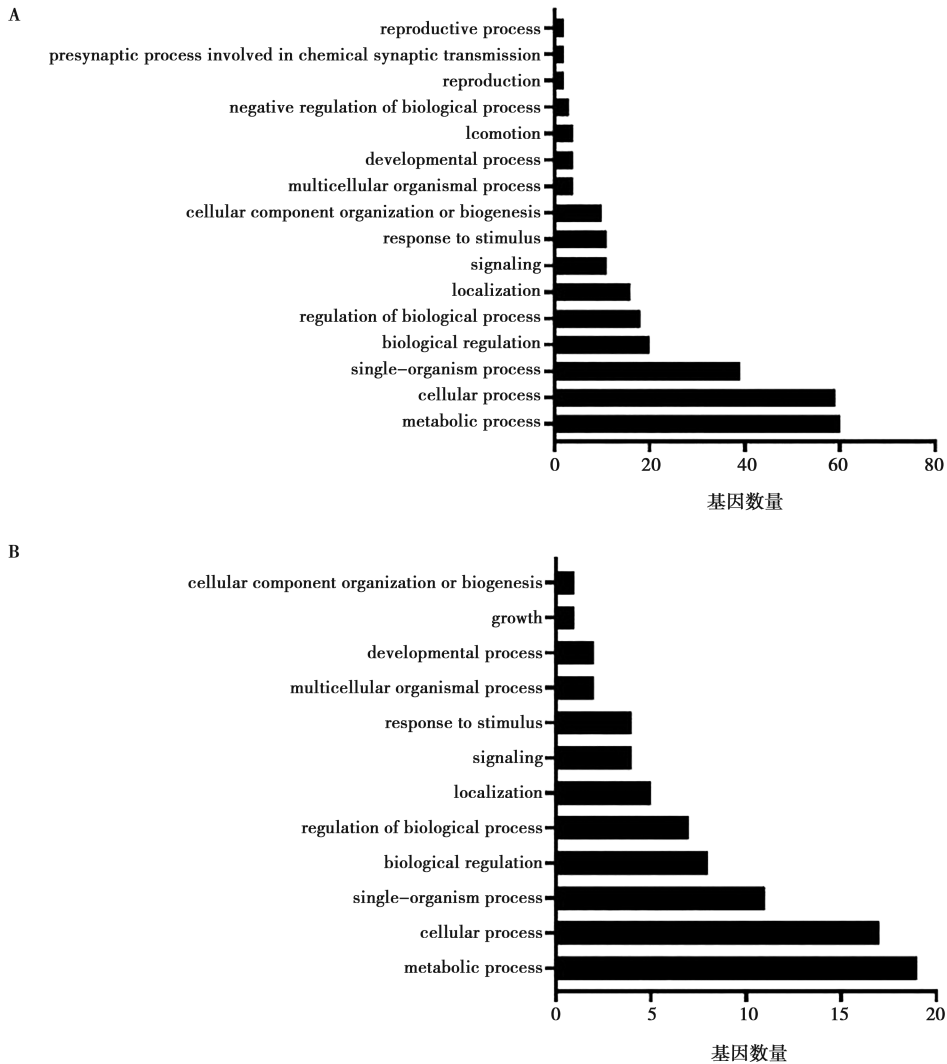 A
reproductive process
presynaptic process involved in chemical synaptic transmission
reproduction
negative regulation of biological process
lcomotion
developmental process
multicellular organismal process
cellular component organization or biogenesis
response to stimulus
signaling
localization
regulation of biological process
biological regulation
single-organism process
cellular process
metabolic process
0 20 40 60 80
基因数量
B
cellular component organization or biogenesis
growth
developmental process
multicellular organismal process
response to stimulus
signaling
localization
regulation of biological process
biological regulation
single-organism process
cellular process
metabolic process
0 5 10 15 20
基因数量